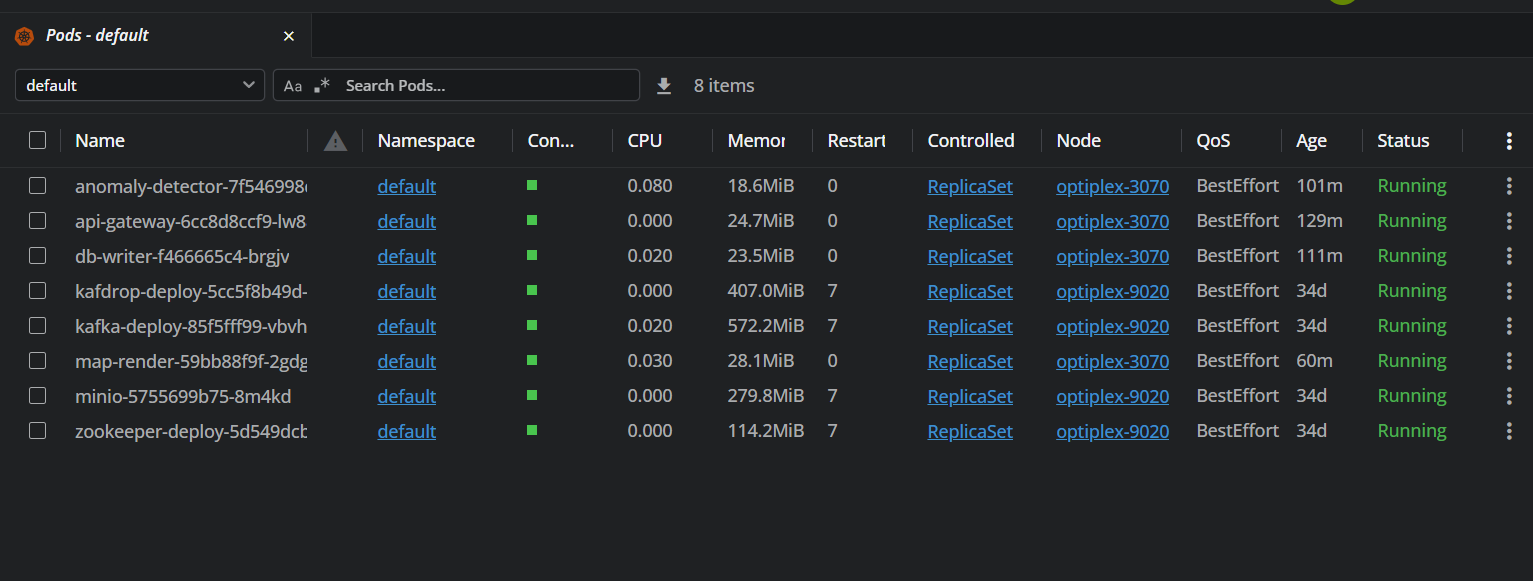 Pods - default
default Aa .* Search Pods... 8 items
Name Namespace Con... CPU Memor Restart Controlled Node QoS Age Status
anomaly-detector-7f546998 default 0.080 18.6MiB 0 ReplicaSet optiplex-3070 BestEffort 101m Running
api-gateway-6cc8d8ccf9-lw8 default 0.000 24.7MiB 0 ReplicaSet optiplex-3070 BestEffort 129m Running
db-writer-f466665c4-brgjv default 0.020 23.5MiB 0 ReplicaSet optiplex-3070 BestEffort 111m Running
kafdrop-deploy-5cc5f8b49d- default 0.000 407.0MiB 7 ReplicaSet optiplex-9020 BestEffort 34d Running
kafka-deploy-85f5fff99-vbvh default 0.020 572.2MiB 7 ReplicaSet optiplex-9020 BestEffort 34d Running
map-render-59bb88f9f-2gdg default 0.030 28.1MiB 0 ReplicaSet optiplex-3070 BestEffort 60m Running
minio-5755699b75-8m4kd default 0.000 279.8MiB 7 ReplicaSet optiplex-9020 BestEffort 34d Running
zookeeper-deploy-5d549dcb default 0.000 114.2MiB 7 ReplicaSet optiplex-9020 BestEffort 34d Running